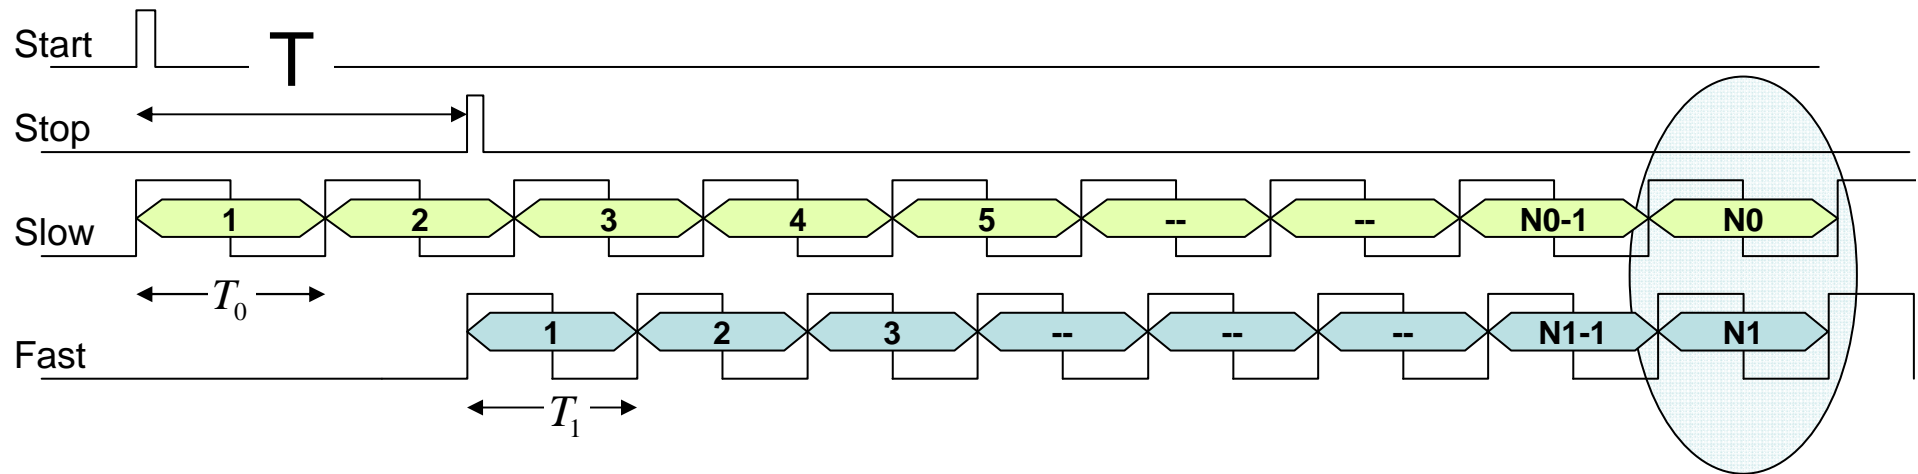 Start T
Stop
Slow 1 2 3 4 5 -- -- N0-1 N0
T₀
Fast 1 2 3 -- -- -- N1-1 N1
T₁